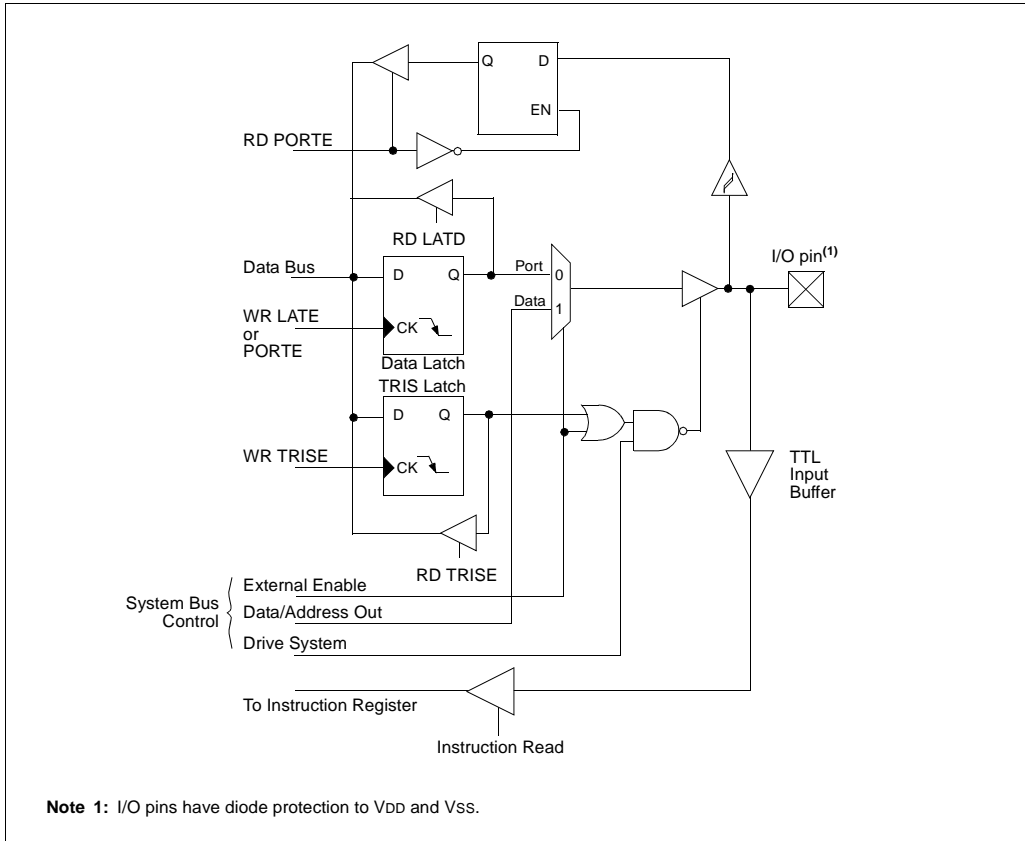 Q
D
EN
RD PORTE
RD LATD
I/O pin(1)
Data Bus
D
Q
Port
0
Data
1
WR LATE
or
PORTE
CK
Data Latch
TRIS Latch
D
Q
WR TRISE
CK
TTL
Input
Buffer
RD TRISE
System Bus
Control
External Enable
Data/Address Out
Drive System
To Instruction Register
Instruction Read
Note 1: I/O pins have diode protection to VDD and VSS.